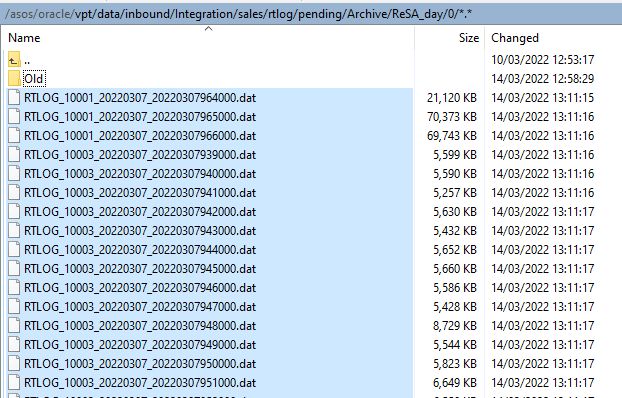 /asos/oracle/vpt/data/inbound/Integration/sales/rtlog/pending/Archive/ReSA_day/0/*.*
Name Size Changed
.. 10/03/2022 12:53:17
Old 14/03/2022 12:58:29
RTLOG_10001_20220307_20220307964000.dat 21,120 KB 14/03/2022 13:11:15
RTLOG_10001_20220307_20220307965000.dat 70,373 KB 14/03/2022 13:11:16
RTLOG_10001_20220307_20220307966000.dat 69,743 KB 14/03/2022 13:11:16
RTLOG_10003_20220307_20220307939000.dat 5,599 KB 14/03/2022 13:11:16
RTLOG_10003_20220307_20220307940000.dat 5,590 KB 14/03/2022 13:11:16
RTLOG_10003_20220307_20220307941000.dat 5,257 KB 14/03/2022 13:11:16
RTLOG_10003_20220307_20220307942000.dat 5,630 KB 14/03/2022 13:11:17
RTLOG_10003_20220307_20220307943000.dat 5,432 KB 14/03/2022 13:11:17
RTLOG_10003_20220307_20220307944000.dat 5,652 KB 14/03/2022 13:11:17
RTLOG_10003_20220307_20220307945000.dat 5,660 KB 14/03/2022 13:11:17
RTLOG_10003_20220307_20220307946000.dat 5,586 KB 14/03/2022 13:11:17
RTLOG_10003_20220307_20220307947000.dat 5,428 KB 14/03/2022 13:11:17
RTLOG_10003_20220307_20220307948000.dat 8,729 KB 14/03/2022 13:11:17
RTLOG_10003_20220307_20220307949000.dat 5,544 KB 14/03/2022 13:11:17
RTLOG_10003_20220307_20220307950000.dat 5,823 KB 14/03/2022 13:11:17
RTLOG_10003_20220307_20220307951000.dat 6,649 KB 14/03/2022 13:11:17